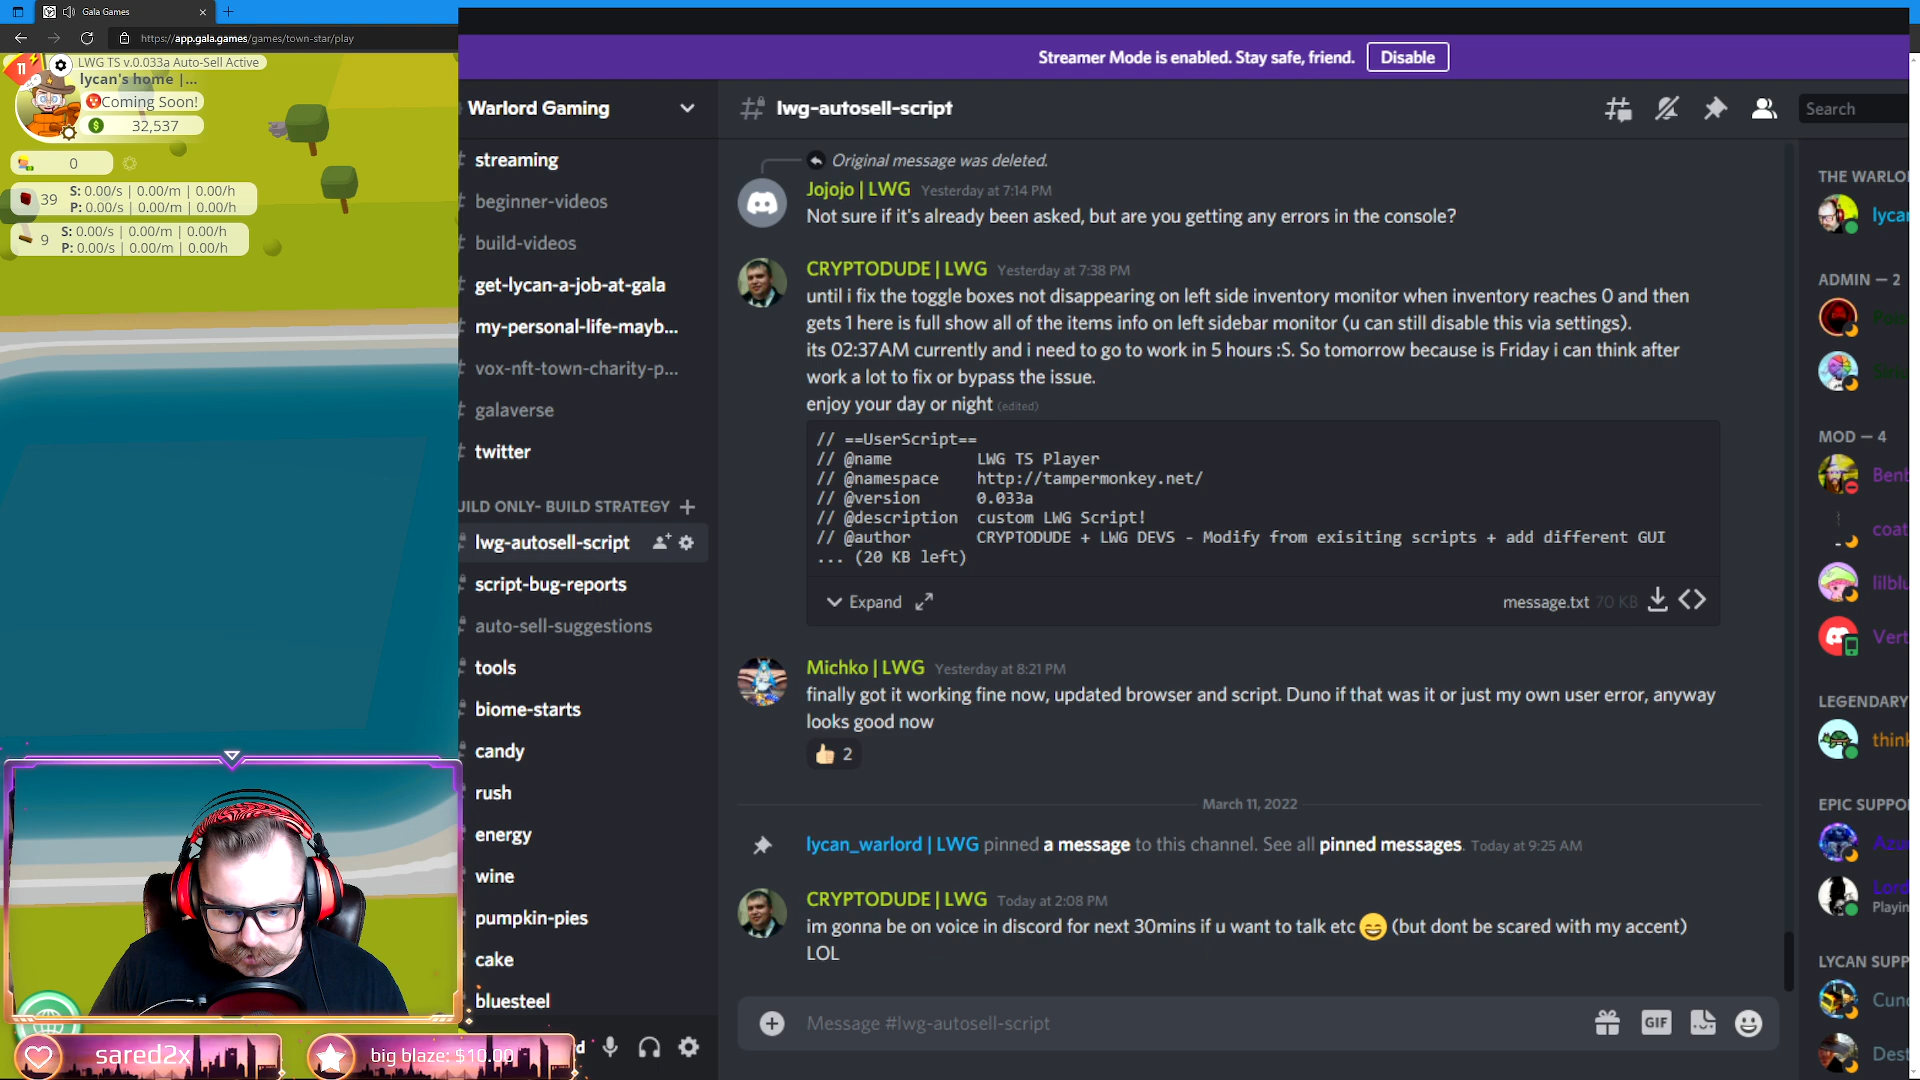 Gala Games
https://app.gala.games/games/town-star/play
LWG TS v.0.033a Auto-Sell Active
11
lycan's home |...
Coming Soon!
32,537
0
39
S: 0.00/s | 0.00/m | 0.00/h
P: 0.00/s | 0.00/m | 0.00/h
9
S: 0.00/s | 0.00/m | 0.00/h
P: 0.00/s | 0.00/m | 0.00/h
sared2x
big blaze: $10.00
Streamer Mode is enabled. Stay safe, friend.
Disable
Warlord Gaming
streaming
beginner-videos
build-videos
get-lycan-a-job-at-gala
my-personal-life-mayb...
vox-nft-town-charity-p...
galaverse
twitter
UILD ONLY- BUILD STRATEGY
lwg-autosell-script
script-bug-reports
auto-sell-suggestions
tools
biome-starts
candy
rush
energy
wine
pumpkin-pies
cake
bluesteel
d
lwg-autosell-script
Search
Original message was deleted.
Jojojo | LWG Yesterday at 7:14 PM
Not sure if it's already been asked, but are you getting any errors in the console?
CRYPTODUDE | LWG Yesterday at 7:38 PM
until i fix the toggle boxes not disappearing on left side inventory monitor when inventory reaches 0 and then
gets 1 here is full show all of the items info on left sidebar monitor (u can still disable this via settings).
its 02:37AM currently and i need to go to work in 5 hours :S. So tomorrow because is Friday i can think after
work a lot to fix or bypass the issue.
enjoy your day or night (edited)
// ==UserScript==
// @name LWG TS Player
// @namespace http://tampermonkey.net/
// @version 0.033a
// @description custom LWG Script!
// @author CRYPTODUDE + LWG DEVS - Modify from exisiting scripts + add different GUI
... (20 KB left)
Expand
message.txt 70 KB
Michko | LWG Yesterday at 8:21 PM
finally got it working fine now, updated browser and script. Duno if that was it or just my own user error, anyway
looks good now
2
March 11, 2022
lycan_warlord | LWG pinned a message to this channel. See all pinned messages. Today at 9:25 AM
CRYPTODUDE | LWG Today at 2:08 PM
im gonna be on voice in discord for next 30mins if u want to talk etc 😄 (but dont be scared with my accent)
LOL
Message #lwg-autosell-script
GIF
THE WARLO
lycan
ADMIN — 2
MOD — 4
Benb
coat
lilblu
Vert
LEGENDARY
think
EPIC SUPPO
Azu
Lord
Playin
LYCAN SUPP
Cun
Dest